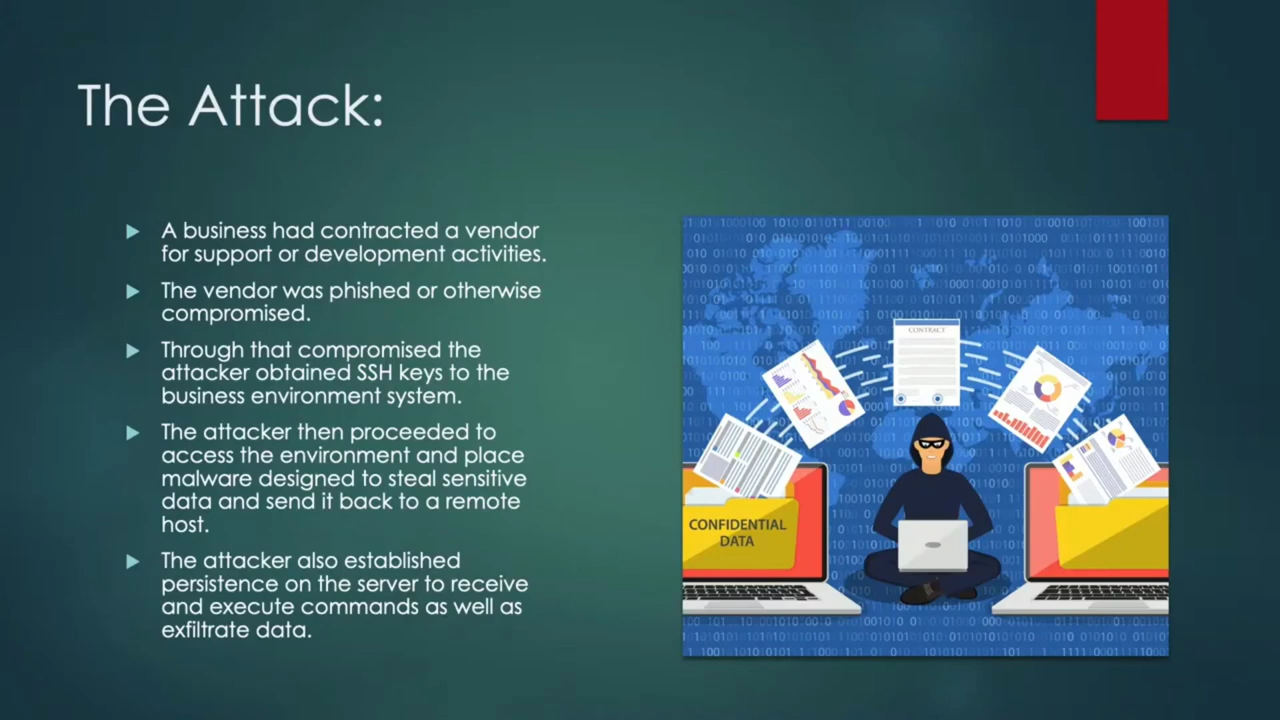 The Attack:
A business had contracted a vendor
for support or development activities.
The vendor was phished or otherwise
compromised.
Through that compromised the
attacker obtained SSH keys to the
business environment system.
The attacker then proceeded to
access the environment and place
malware designed to steal sensitive
data and send it back to a remote
host.
The attacker also established
persistence on the server to receive
and execute commands as well as
exfiltrate data.
CONTRACT
CONFIDENTIAL
DATA